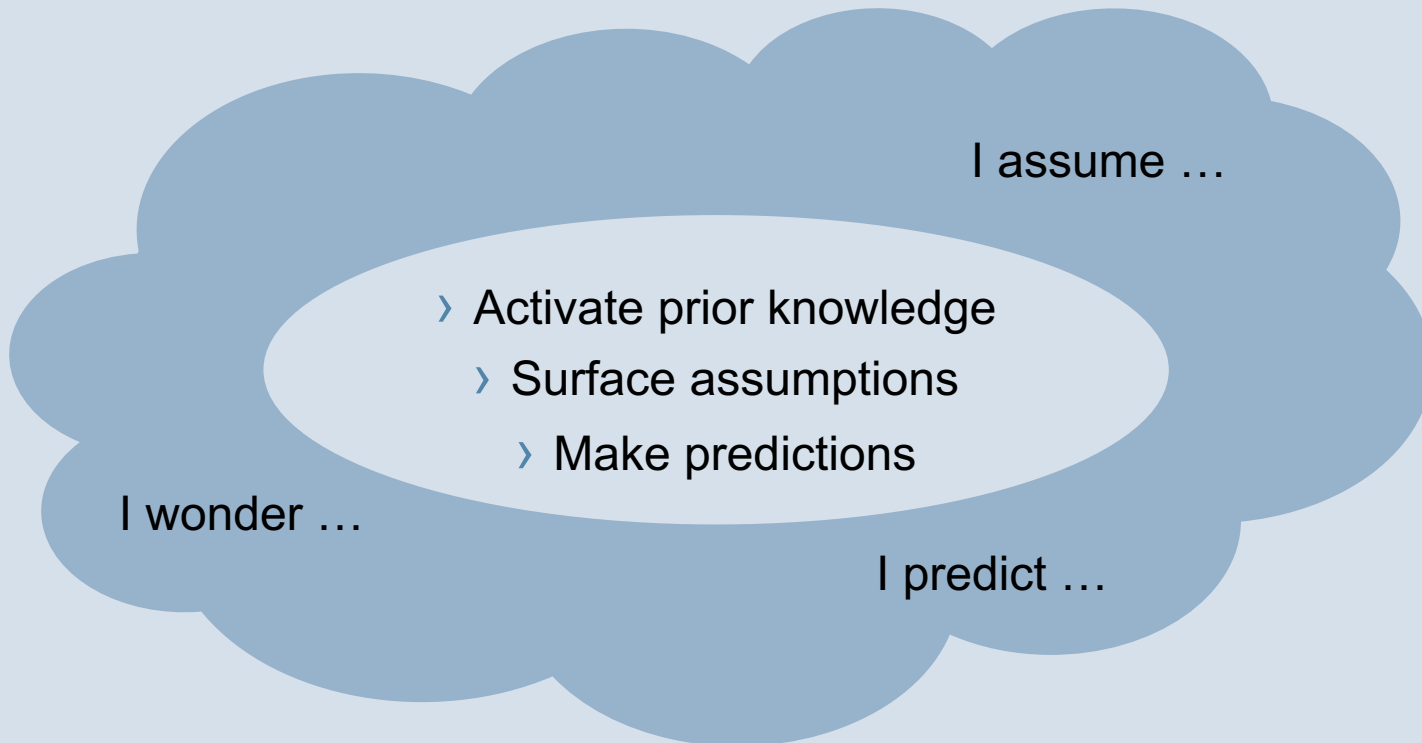 I assume …
› Activate prior knowledge
› Surface assumptions
› Make predictions
I wonder …
I predict …